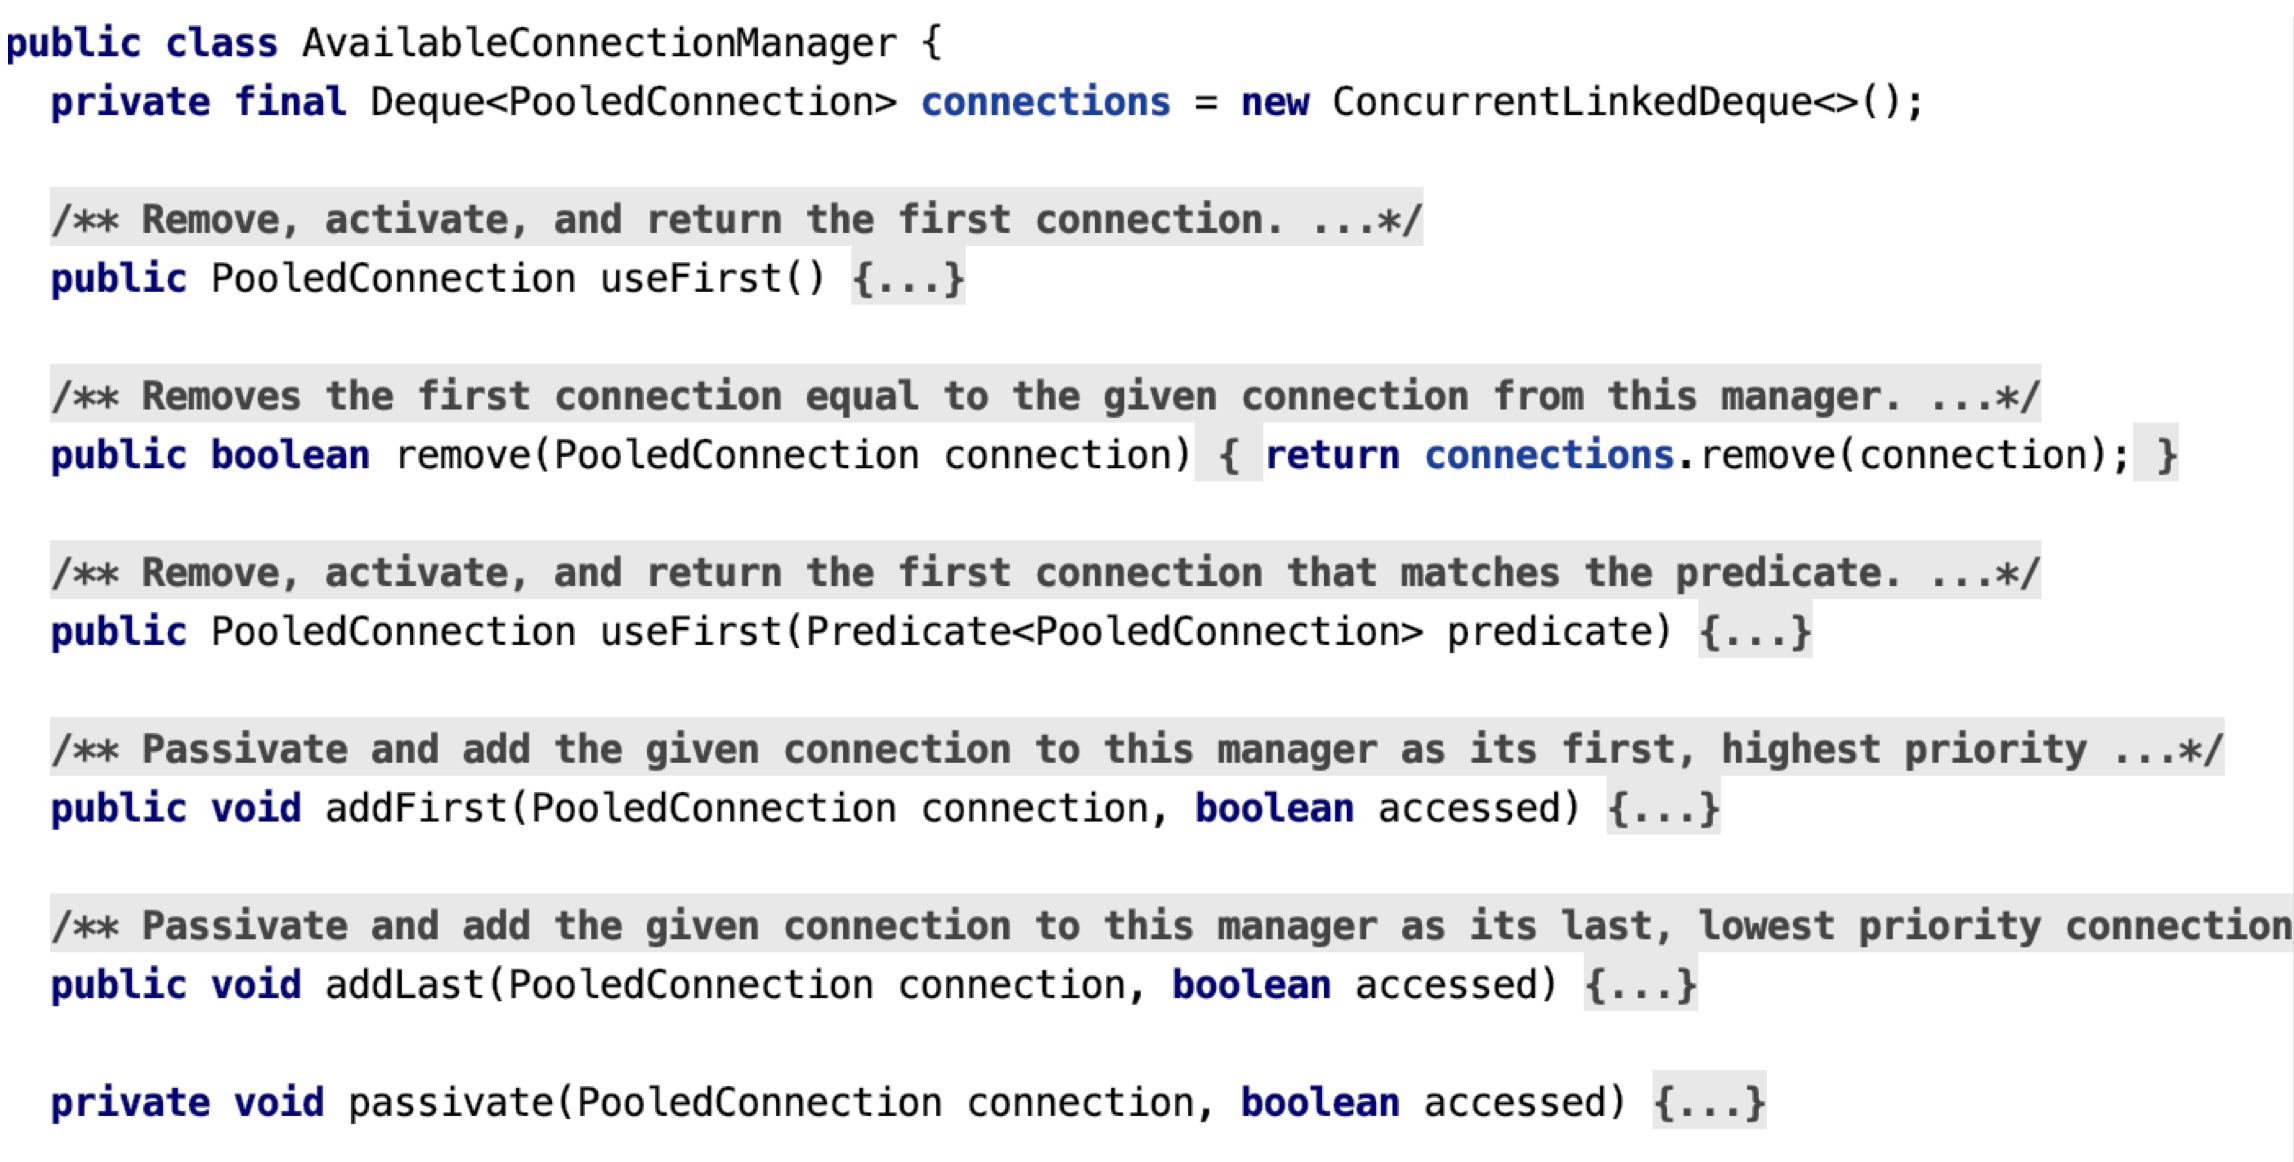 public class AvailableConnectionManager {
private final Deque<PooledConnection> connections = new ConcurrentLinkedDeque<>();
/** Remove, activate, and return the first connection. ...*/
public PooledConnection useFirst() {...}
/** Removes the first connection equal to the given connection from this manager. ...*/
public boolean remove(PooledConnection connection) { return connections.remove(connection); }
/** Remove, activate, and return the first connection that matches the predicate. ...*/
public PooledConnection useFirst(Predicate<PooledConnection> predicate) {...}
/** Passivate and add the given connection to this manager as its first, highest priority ...*/
public void addFirst(PooledConnection connection, boolean accessed) {...}
/** Passivate and add the given connection to this manager as its last, lowest priority connection
public void addLast(PooledConnection connection, boolean accessed) {...}
private void passivate(PooledConnection connection, boolean accessed) {...}